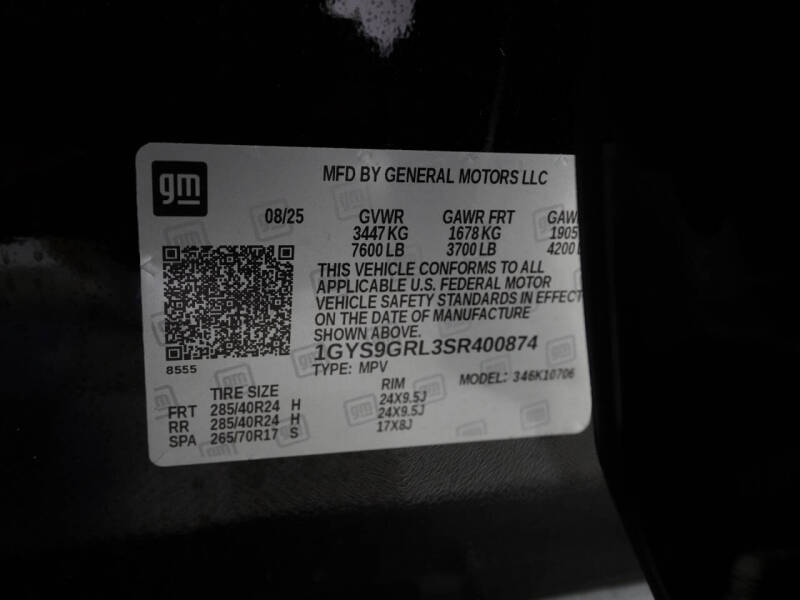 gm
MFD BY GENERAL MOTORS LLC
08/25 GVWR GAWR FRT GAW
3447 KG 1678 KG 1905
7600 LB 3700 LB 4200
THIS VEHICLE CONFORMS TO ALL
APPLICABLE U.S. FEDERAL MOTOR
VEHICLE SAFETY STANDARDS IN EFFECT
ON THE DATE OF MANUFACTURE
SHOWN ABOVE.
1GYS9GRL3SR400874
8555
TYPE: MPV MODEL: 346K10706
TIRE SIZE RIM
FRT 285/40R24 H 24X9.5J
RR 285/40R24 H 24X9.5J
SPA 265/70R17 S 17X8J